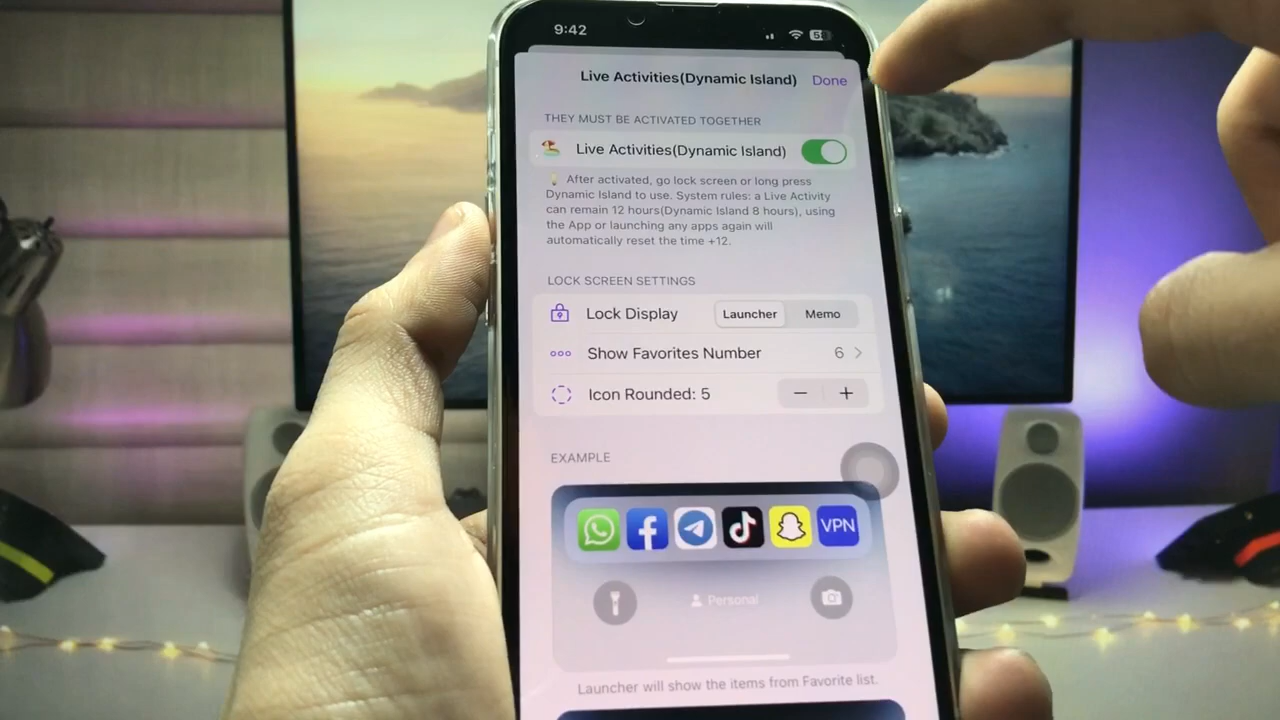 9:42
Live Activities(Dynamic Island) Done
THEY MUST BE ACTIVATED TOGETHER
Live Activities(Dynamic Island)
After activated, go lock screen or long press
Dynamic Island to use. System rules: a Live Activity
can remain 12 hours(Dynamic Island 8 hours), using
the App or launching any apps again will
automatically reset the time +12.
LOCK SCREEN SETTINGS
Lock Display Launcher Memo
Show Favorites Number 6
Icon Rounded: 5
EXAMPLE
VPN
Personal
Launcher will show the items from Favorite list.